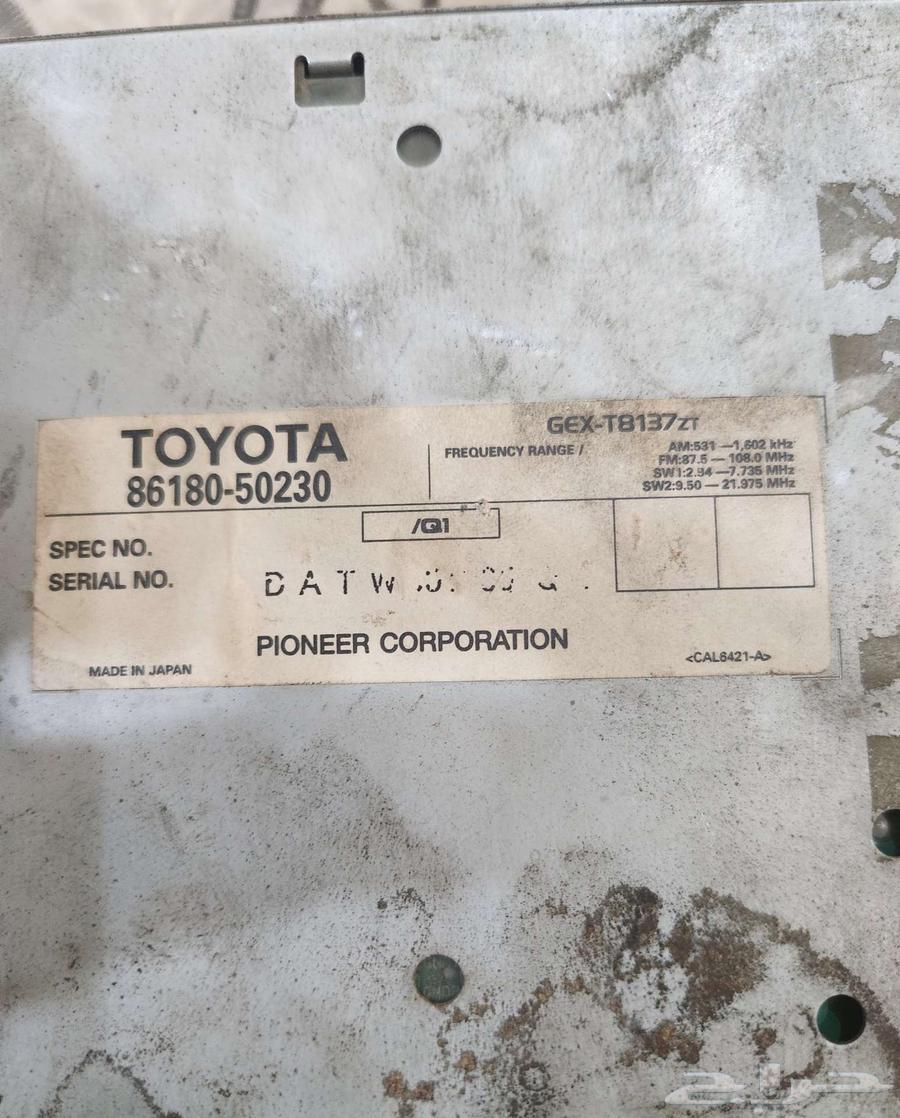 TOYOTA
86180-50230
GEX-T8137ZT
FREQUENCY RANGE / AM:531 —1,602 kHz
FM:87.5 — 108.0 MHz
SW1:2.94 —7.735 MHz
SW2:9.50 — 21.975 MHz
/Q1
SPEC NO.
SERIAL NO. DATW
PIONEER CORPORATION
MADE IN JAPAN
<CAL6421-A>
حراج